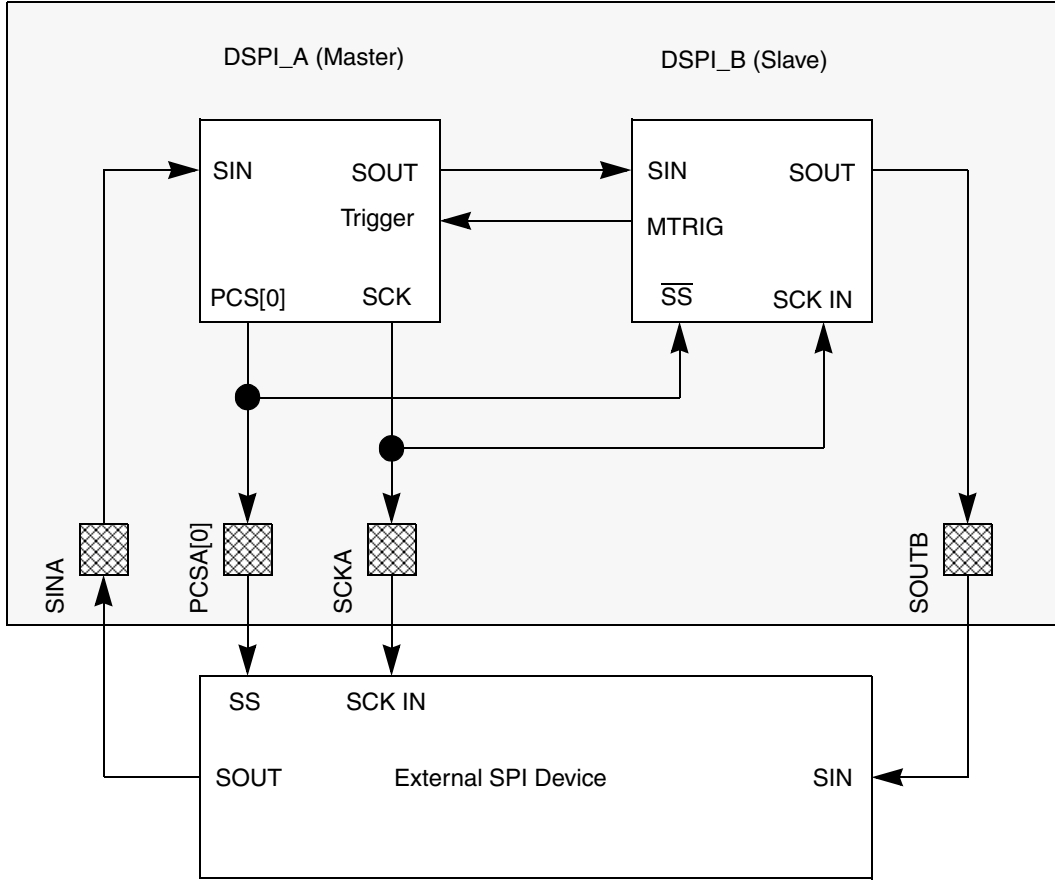 DSPI_A (Master)
DSPI_B (Slave)
SIN
SOUT
Trigger
PCS[0]
SCK
SIN
SOUT
MTRIG
SS
SCK IN
SINA
PCSA[0]
SCKA
SOUTB
SS
SCK IN
SOUT
External SPI Device
SIN